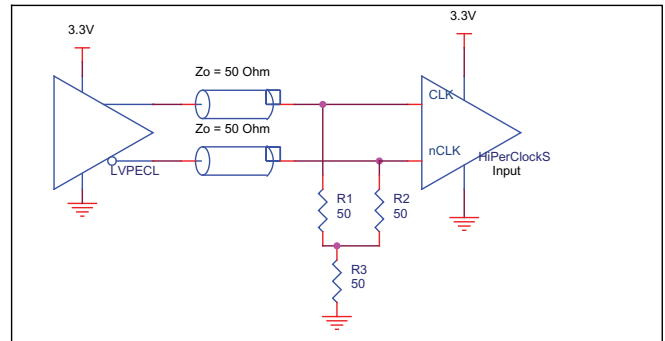 3.3V
3.3V
Zo = 50 Ohm
CLK
Zo = 50 Ohm
nCLK
LVPECL
HiPerClockS
Input
R1
50
R2
50
R3
50